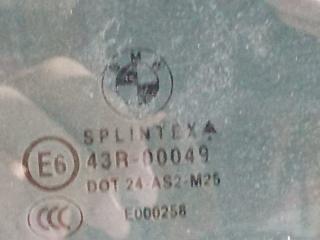 BMW
SPLINTEX
E6 43R-00049
DOT 24-AS2-M25
CCC E000258